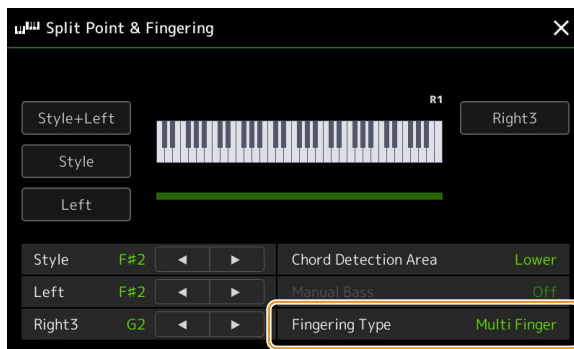 Split Point & Fingering
R1
Style+Left
Right3
Style
Left
Style F♯2 Chord Detection Area Lower
Left F♯2 Manual Bass Off
Right3 G2 Fingering Type Multi Finger